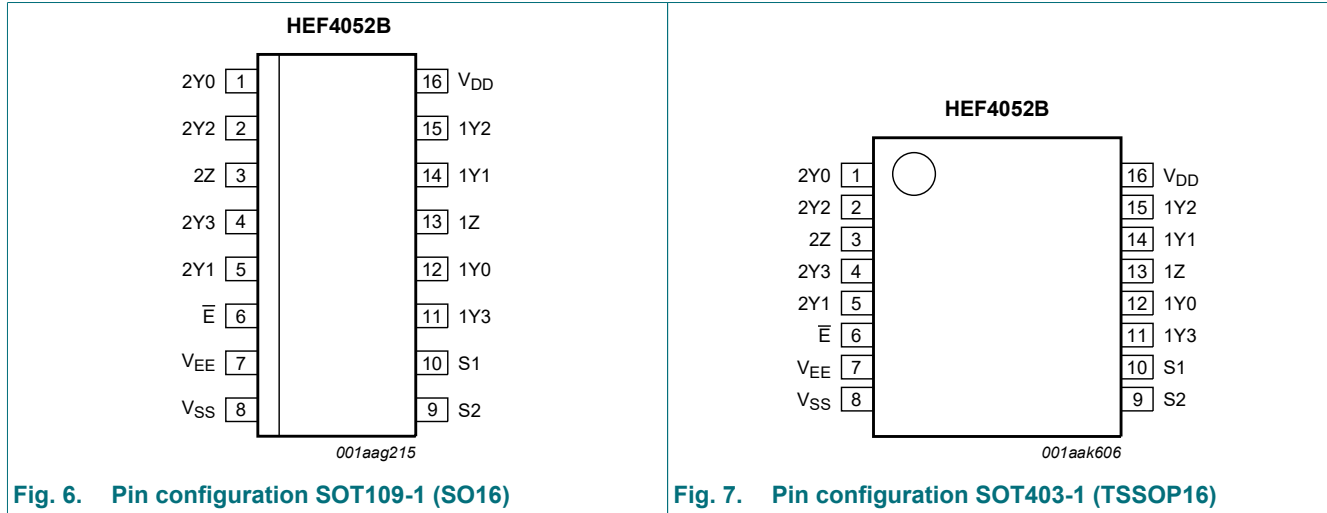 HEF4052B
2Y0 1 16 VDD
2Y2 2 15 1Y2
2Z 3 14 1Y1
2Y3 4 13 1Z
2Y1 5 12 1Y0
E̅ 6 11 1Y3
VEE 7 10 S1
VSS 8 9 S2
001aag215
Fig. 6. Pin configuration SOT109-1 (SO16)
HEF4052B
2Y0 1 16 VDD
2Y2 2 15 1Y2
2Z 3 14 1Y1
2Y3 4 13 1Z
2Y1 5 12 1Y0
E̅ 6 11 1Y3
VEE 7 10 S1
VSS 8 9 S2
001aak606
Fig. 7. Pin configuration SOT403-1 (TSSOP16)